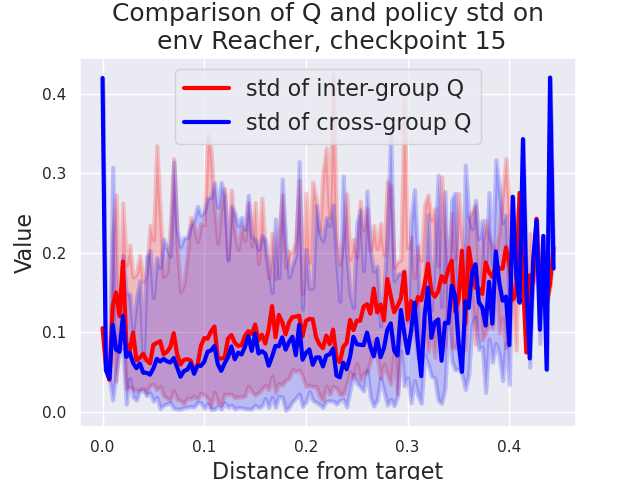 Comparison of Q and policy std on
env Reacher, checkpoint 15
std of inter-group Q
std of cross-group Q
Value
0.4
0.3
0.2
0.1
0.0
0.0 0.1 0.2 0.3 0.4
Distance from target